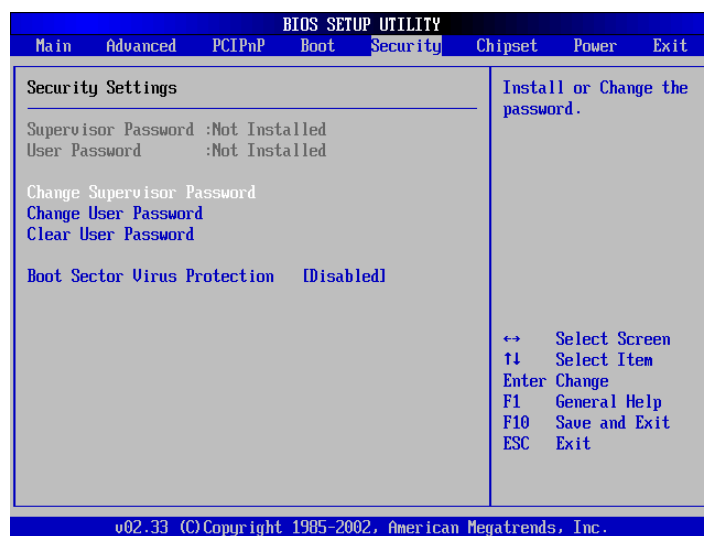 BIOS SETUP UTILITY
Main Advanced PCIPnP Boot Security Chipset Power Exit
Security Settings
Supervisor Password :Not Installed
User Password :Not Installed
Change Supervisor Password
Change User Password
Clear User Password
Boot Sector Virus Protection [Disabled]
Install or Change the
password.
↔ Select Screen
↑↓ Select Item
Enter Change
F1 General Help
F10 Save and Exit
ESC Exit
v02.33 (C)Copyright 1985-2002, American Megatrends, Inc.